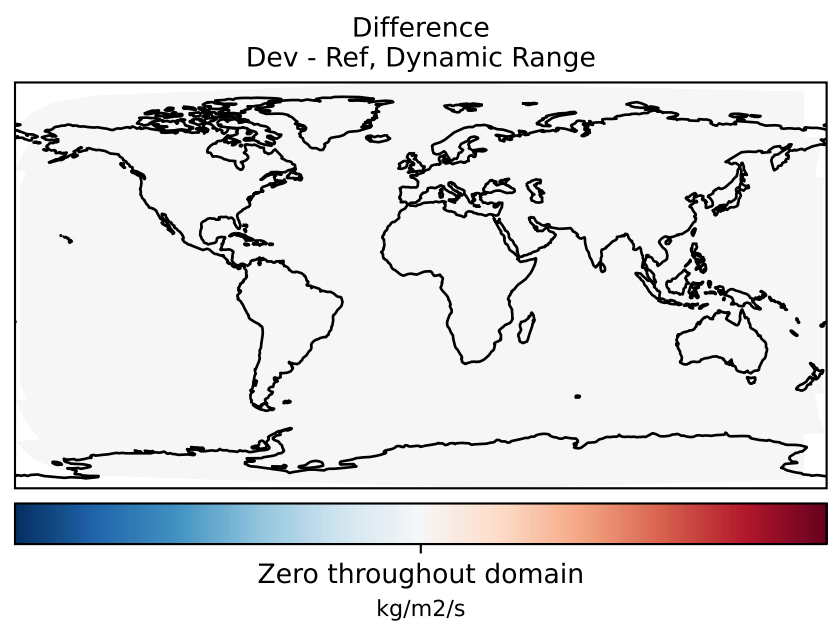 Difference
Dev - Ref, Dynamic Range
Zero throughout domain
kg/m2/s